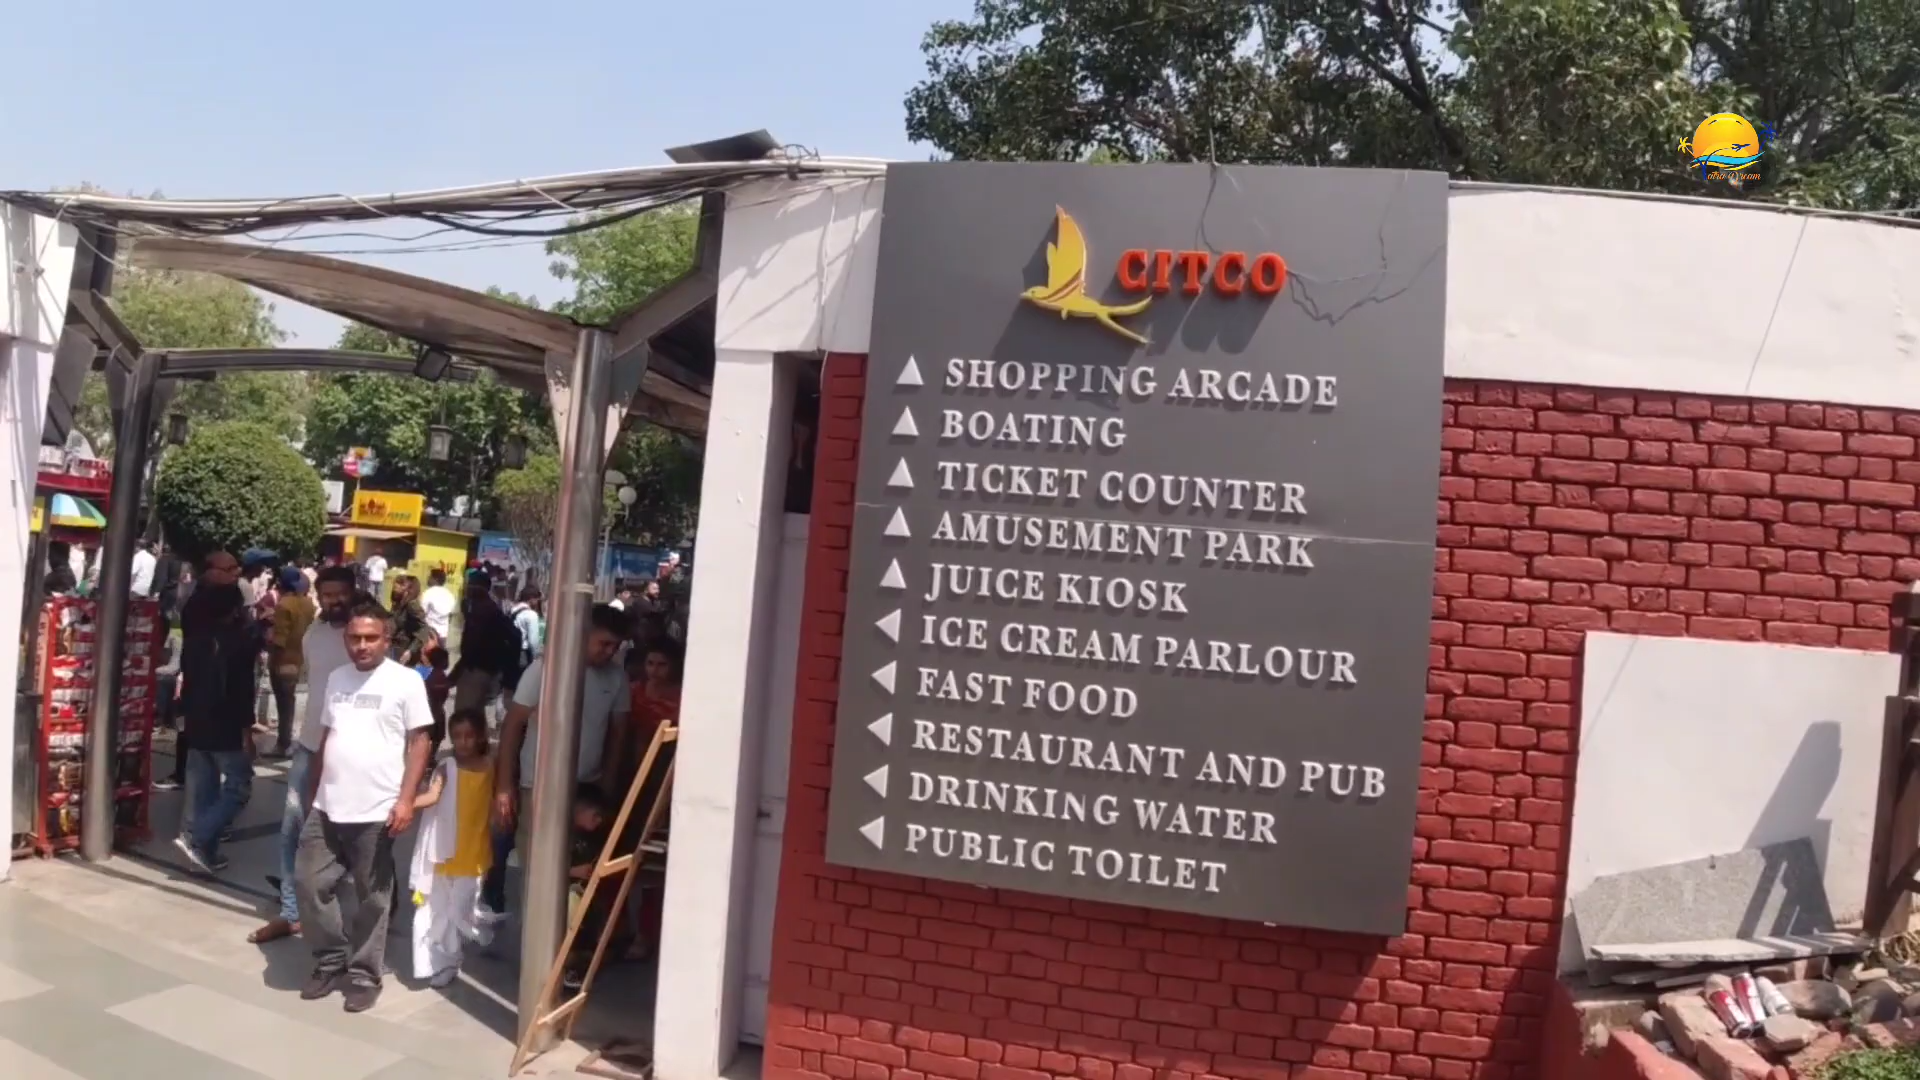 CITCO
SHOPPING ARCADE
BOATING
TICKET COUNTER
AMUSEMENT PARK
JUICE KIOSK
ICE CREAM PARLOUR
FAST FOOD
RESTAURANT AND PUB
DRINKING WATER
PUBLIC TOILET